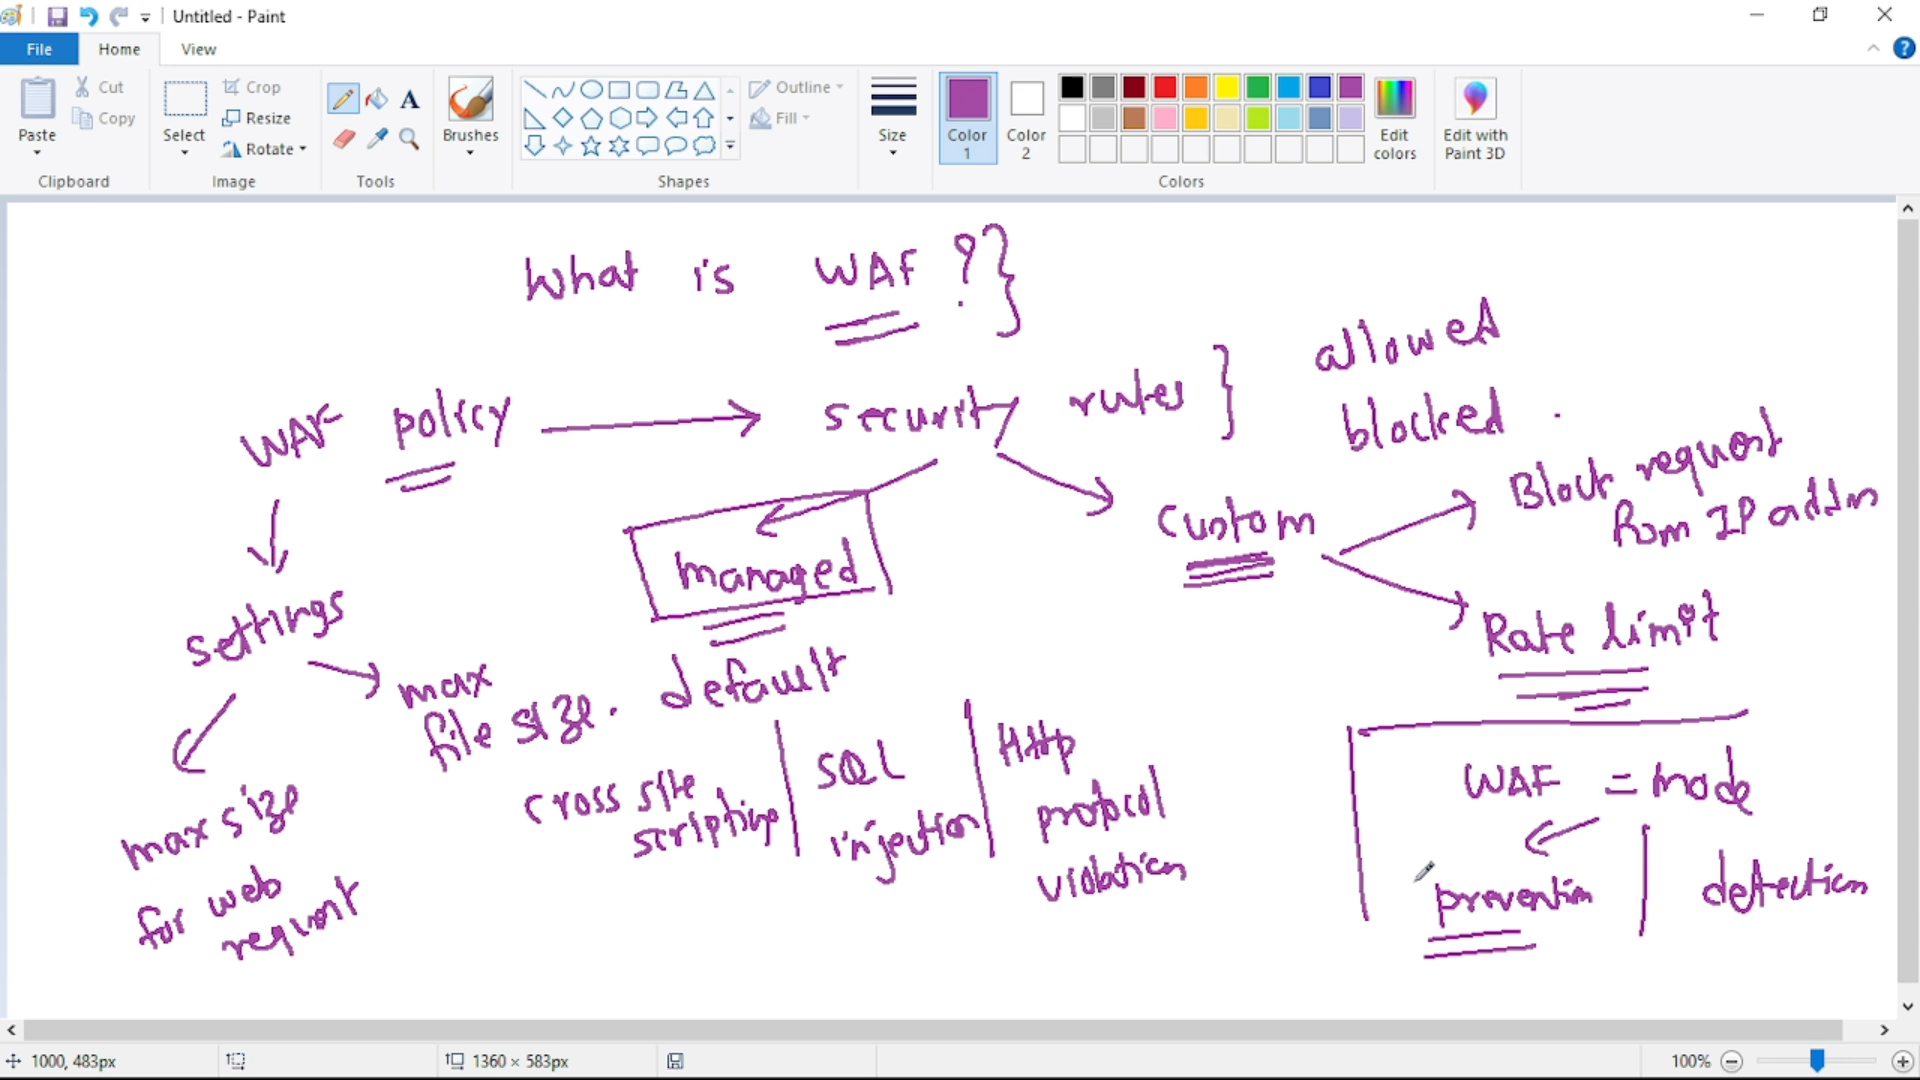 Untitled - Paint
File Home View
Paste
Cut
Copy
Clipboard
Select
Crop
Resize
Rotate
Image
A
Tools
Brushes
Shapes
Outline
Fill
Size
Color 1
Color 2
Edit colors
Edit with Paint 3D
Colors
What is WAF ?}
WAF policy → security rules }
allowed
blocked .
managed
custom
Block request
from IP addrs
Rate limit
settings
max
file size.
default
max size
for web
request
cross site
scripting
SQL
injection
Http
protocol
violation
WAF = mode
prevention | detection
1000, 483px
1360 × 583px
100%